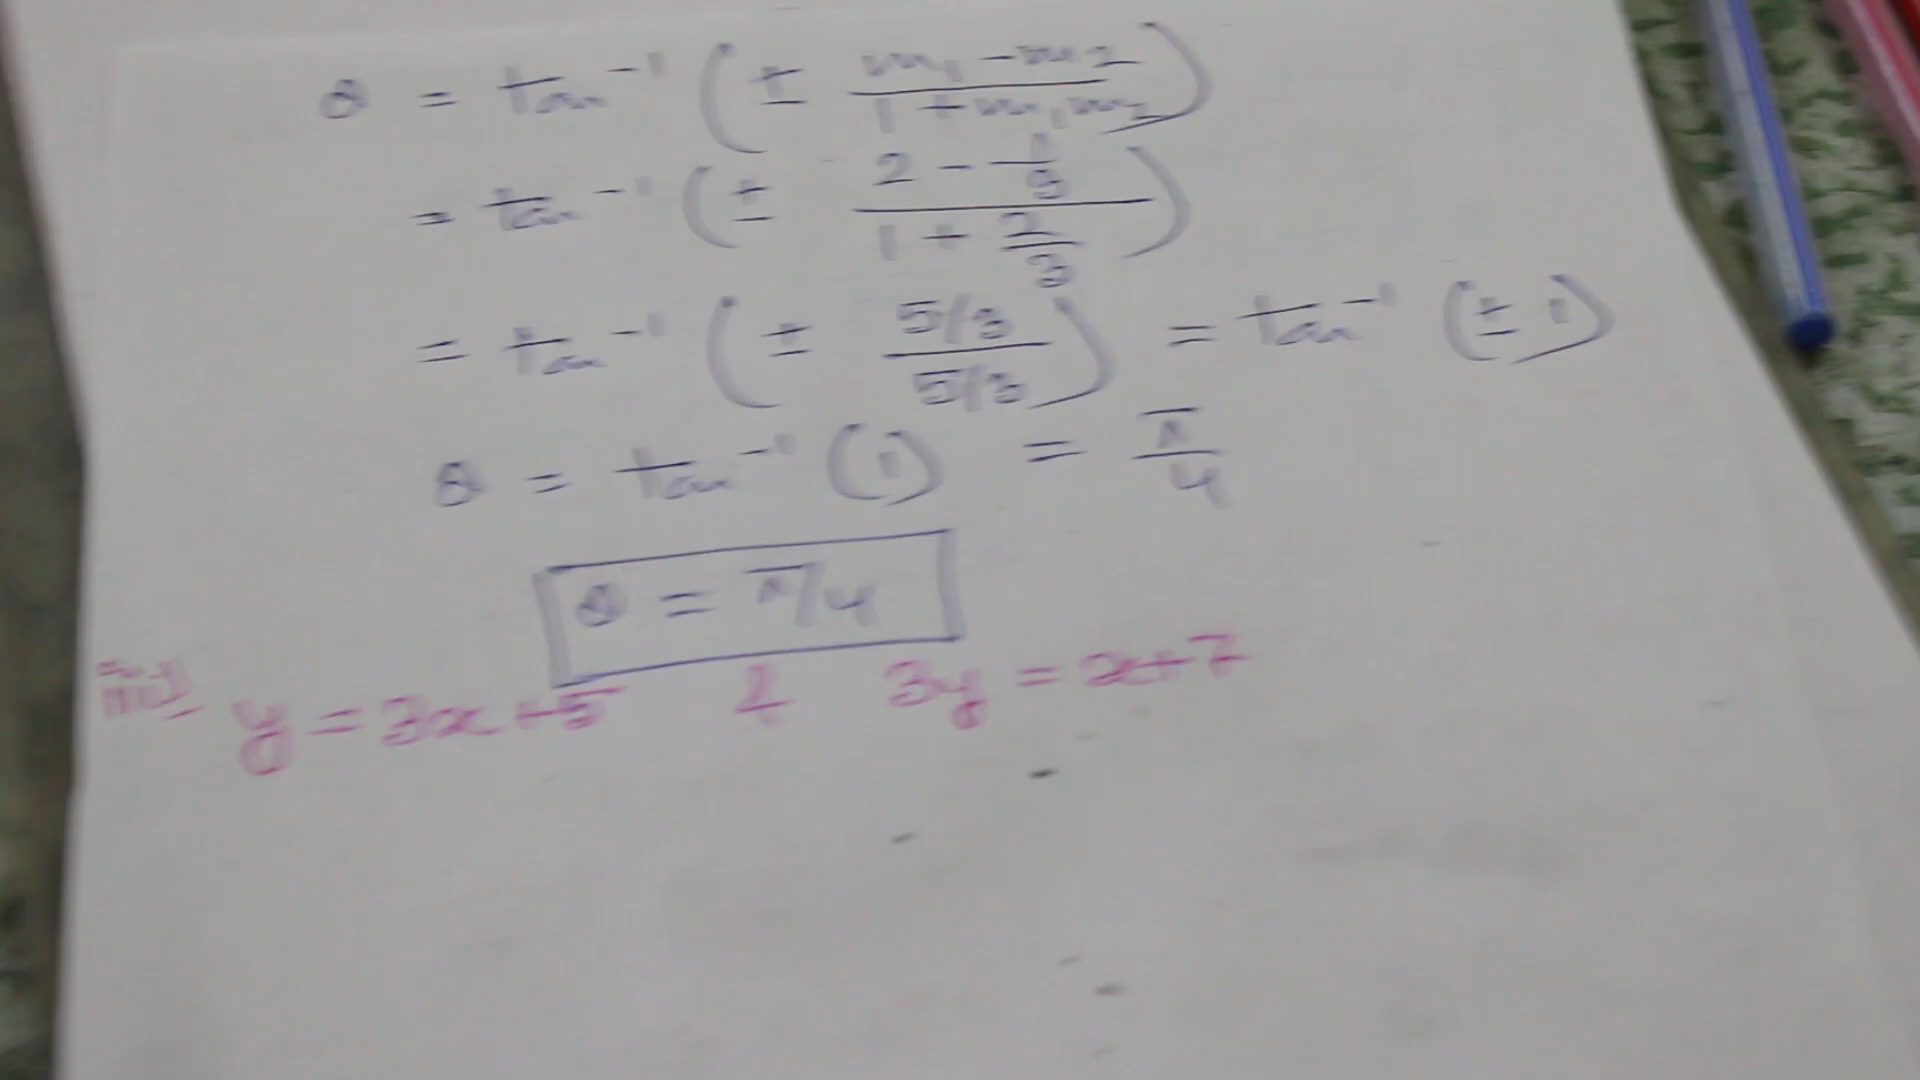 θ = tan⁻¹ (± (m₁ - m₂)/(1 + m₁m₂))
= tan⁻¹ (± (2 - 1/3)/(1 + 2/3))
= tan⁻¹ (± (5/3)/(5/3)) = tan⁻¹ (± 1)
θ = tan⁻¹ (1) = π/4
θ = π/4
iii) y = 3x + 5 & 3y = x + 7